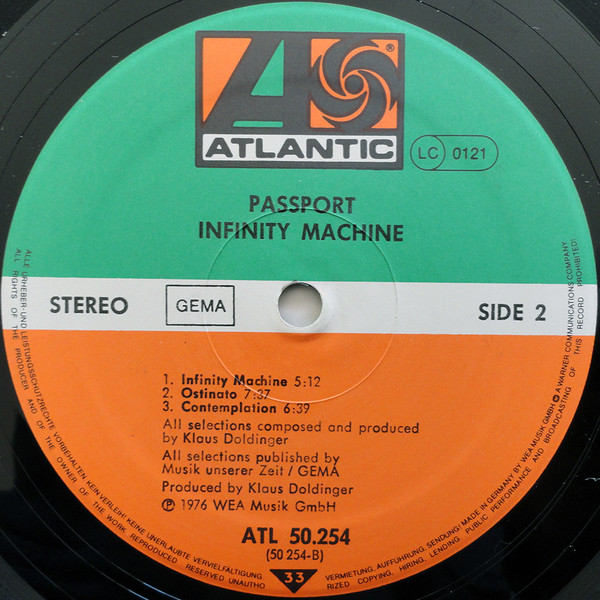 ATLANTIC
®
LC 0121
PASSPORT
INFINITY MACHINE
STEREO
GEMA
SIDE 2
1. Infinity Machine 5:12
2. Ostinato 7:37
3. Contemplation 6:39
All selections composed and produced
by Klaus Doldinger
All selections published by
Musik unserer Zeit / GEMA
Produced by Klaus Doldinger
℗ 1976 WEA Musik GmbH
ATL 50.254
(50 254-B)
33
ALLE URHEBER- UND LEISTUNGSSCHUTZRECHTE VORBEHALTEN KEIN VERLEIH! KEINE UNERLAUBTE VERVIELFÄLTIGUNG, VERMIETUNG, AUFFÜHRUNG, SENDUNG! MADE IN GERMANY BY WEA MUSIK GMBH A WARNER COMMUNICATIONS COMPANY
ALL RIGHTS OF THE PRODUCER AND OF THE OWNER OF THE WORK REPRODUCED RESERVED UNAUTHORIZED COPYING, HIRING, LENDING PUBLIC PERFORMANCE AND BROADCASTING OF THIS RECORD PROHIBITED!